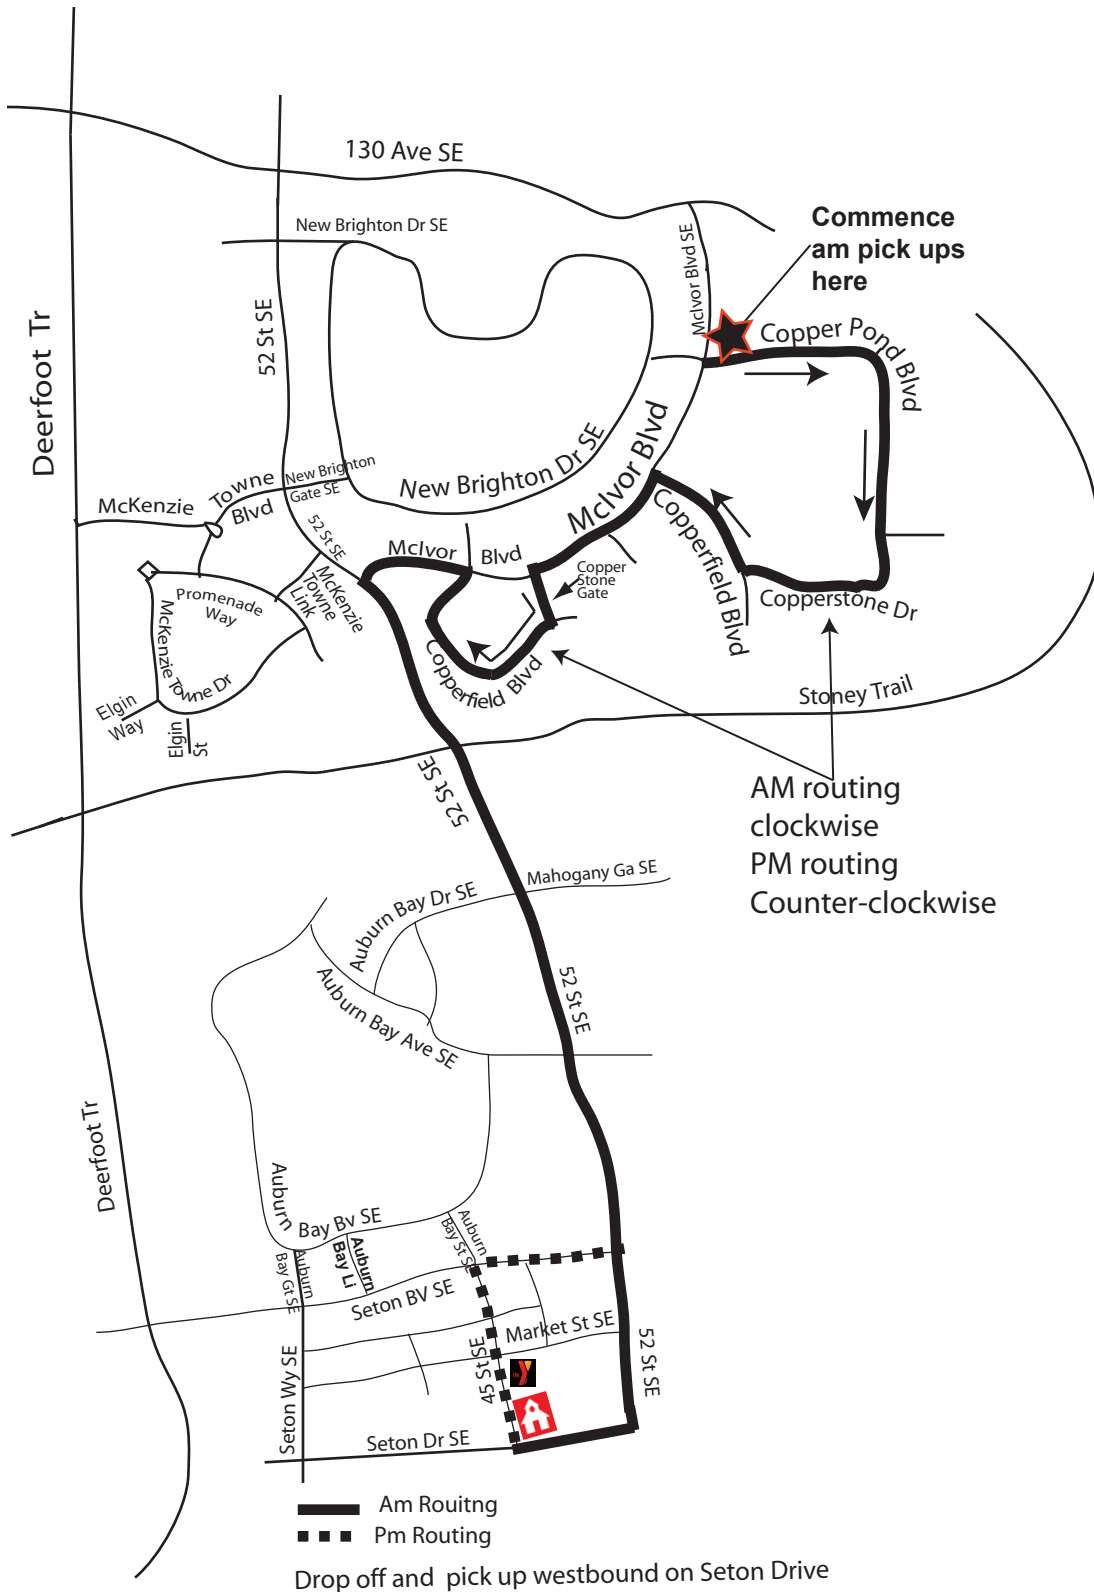 130 Ave SE
New Brighton Dr SE
McIvor Blvd SE
Commence
am pick ups
here
Copper Pond Blvd
52 St SE
Deerfoot Tr
New Brighton Dr SE
McIvor Blvd
McKenzie
Towne
Blvd
New Brighton
Gate SE
52 St SE
McIvor
Blvd
Copper
Stone
Gate
Copperfield Blvd
Copperstone Dr
McKenzie
Towne
Link
Promenade
Way
McKenzie Towne Dr
Copperfield Blvd
Elgin
Way
Elgin
St
Stoney Trail
52 St SE
AM routing
clockwise
PM routing
Counter-clockwise
Mahogany Ga SE
Auburn Bay Dr SE
Auburn Bay Ave SE
52 St SE
Deerfoot Tr
Auburn
Bay Bv SE
Auburn
Bay St SE
Auburn
Bay Gt SE
Auburn
Bay Li
Seton BV SE
Market St SE
45 St SE
52 St SE
Seton Wy SE
Seton Dr SE
Am Rouitng
Pm Routing
Drop off and pick up westbound on Seton Drive